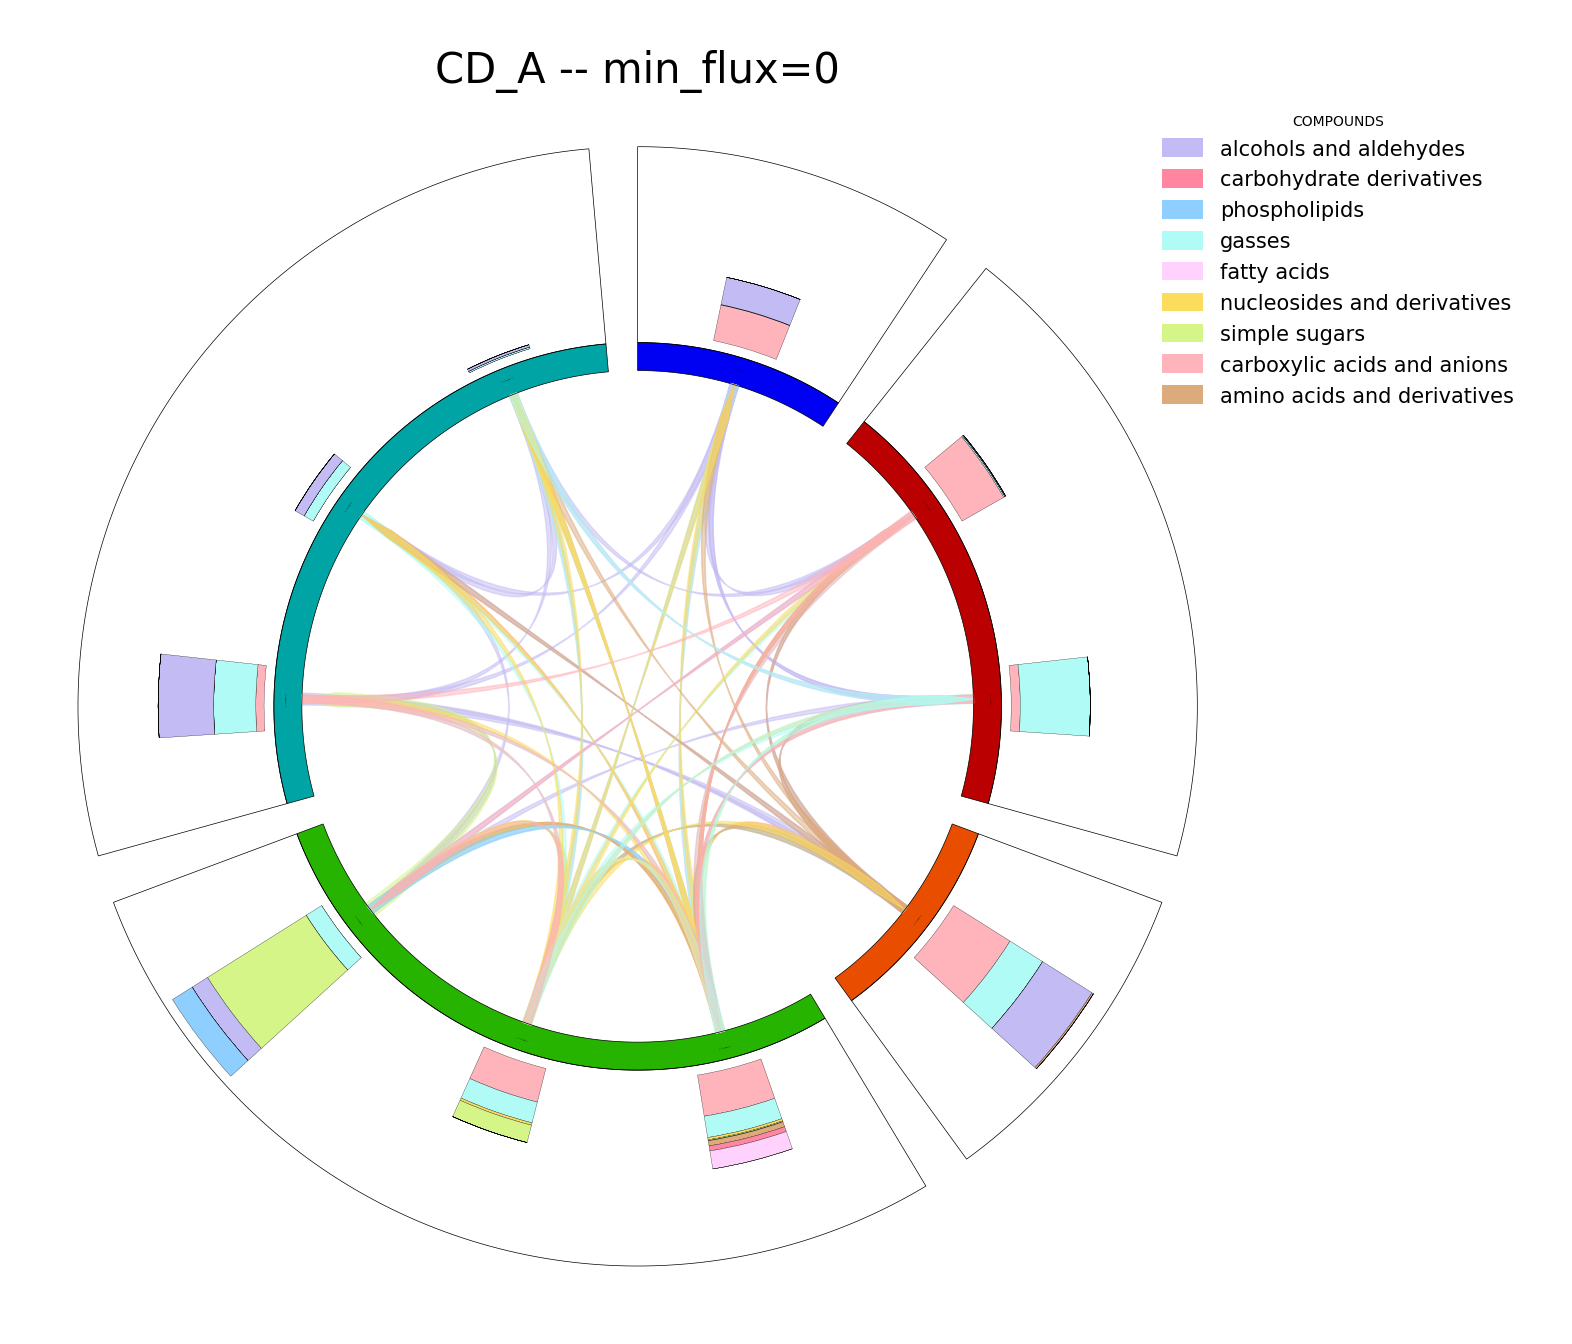 CD_A -- min_flux=0
COMPOUNDS
alcohols and aldehydes
carbohydrate derivatives
phospholipids
gasses
fatty acids
nucleosides and derivatives
simple sugars
carboxylic acids and anions
amino acids and derivatives